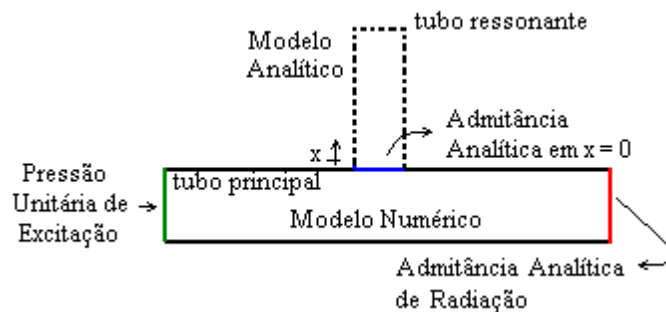 tubo ressonante
Modelo
Analítico
Admitância
Analítica em x = 0
x
Pressão
Unitária de
Excitação
tubo principal
Modelo Numérico
Admitância Analítica
de Radiação